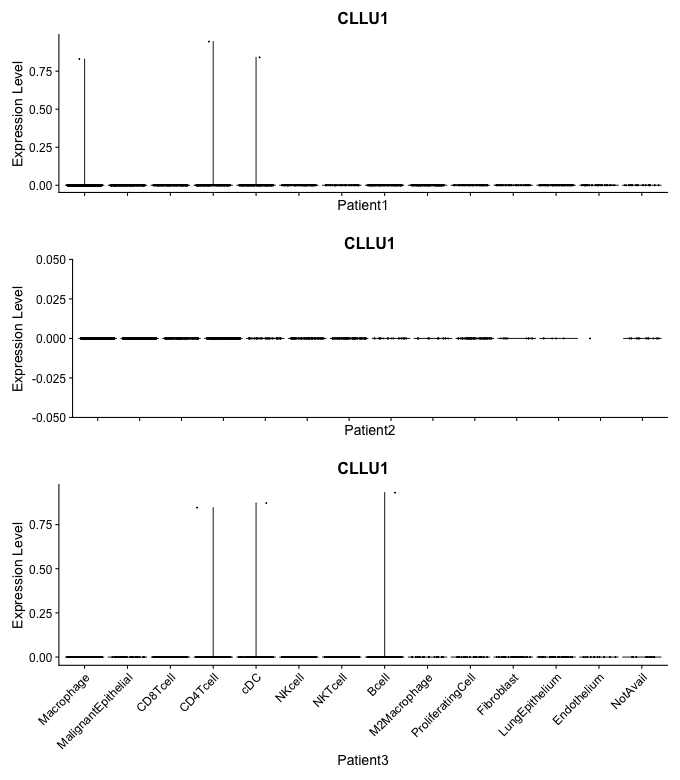 CLLU1
Expression Level
0.75
0.50
0.25
0.00
Patient1
CLLU1
Expression Level
0.050
0.025
0.000
-0.025
-0.050
Patient2
CLLU1
Expression Level
0.75
0.50
0.25
0.00
Macrophage
MalignantEpithelial
CD8Tcell
CD4Tcell
cDC
NKcell
NKTcell
Bcell
M2Macrophage
ProliferatingCell
Fibroblast
LungEpithelium
Endothelium
NotAvail
Patient3